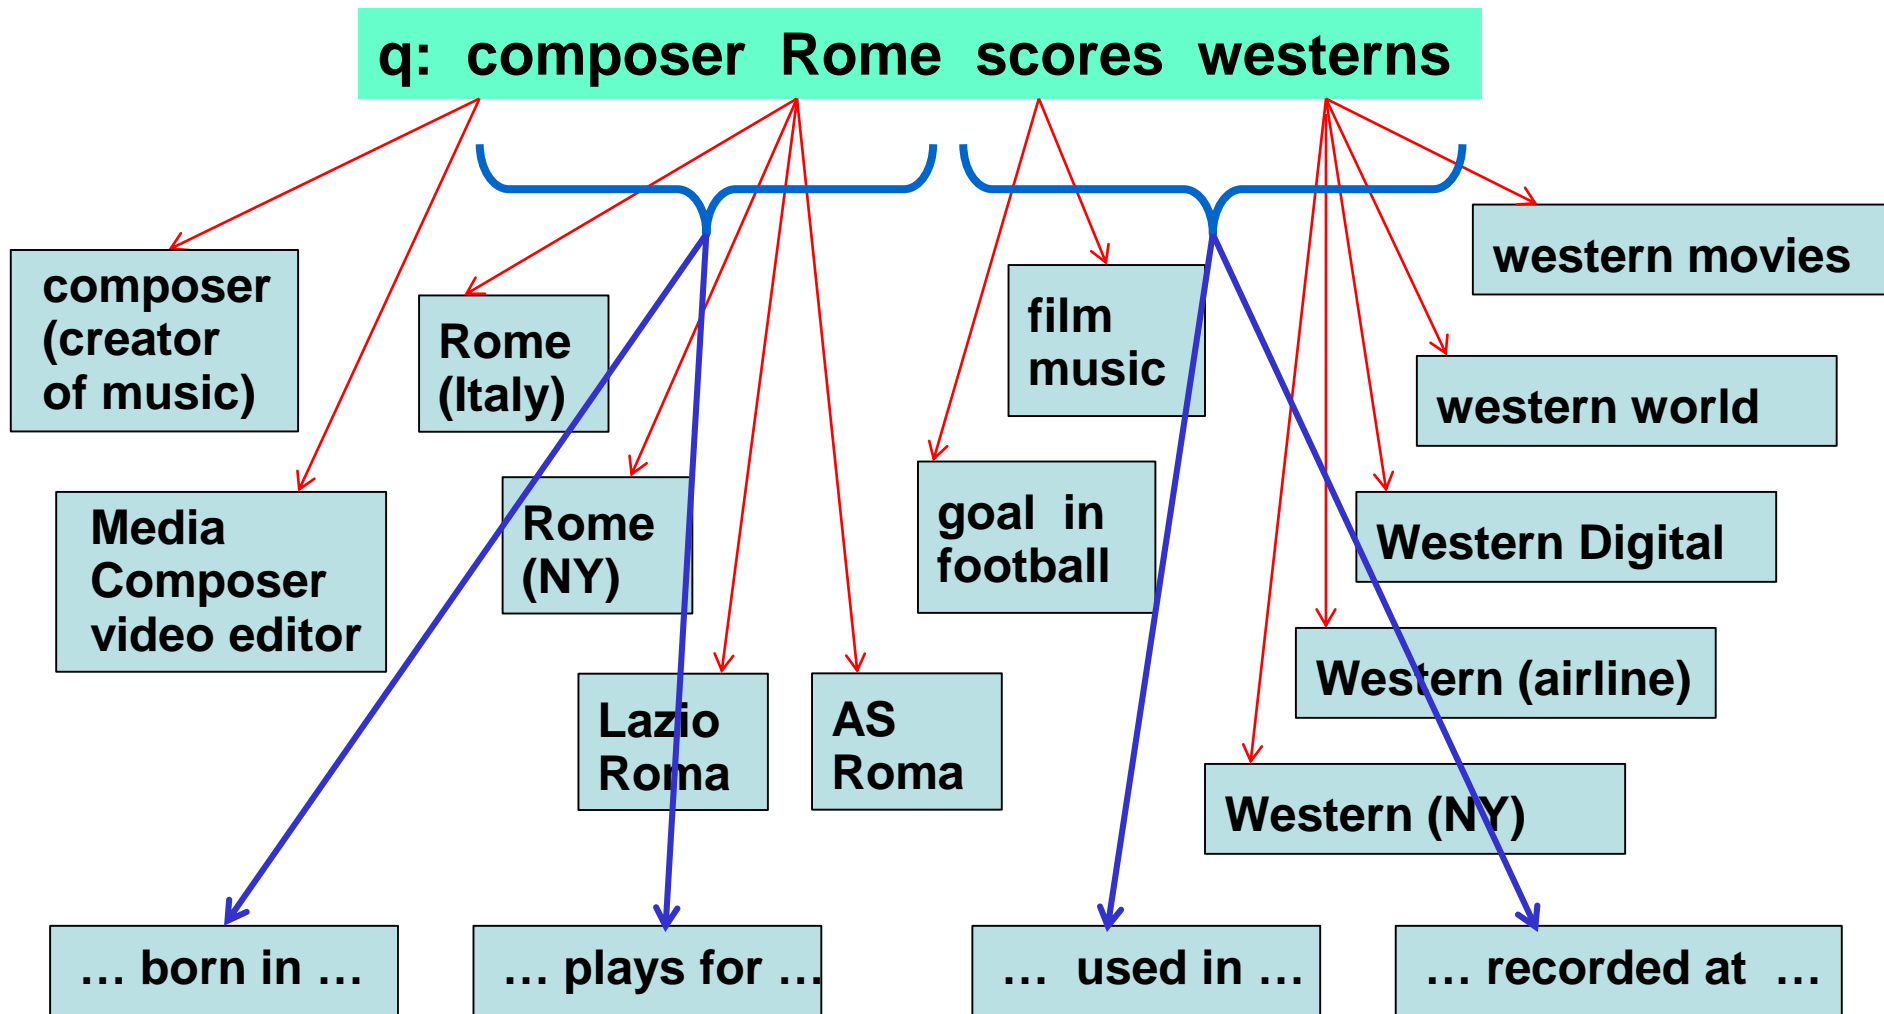 q: composer Rome scores westerns
composer
(creator
of music)
Media
Composer
video editor
Rome
(Italy)
Rome
(NY)
Lazio
Roma
AS
Roma
film
music
goal in
football
western movies
western world
Western Digital
Western (airline)
Western (NY)
… born in …
… plays for …
… used in …
… recorded at …